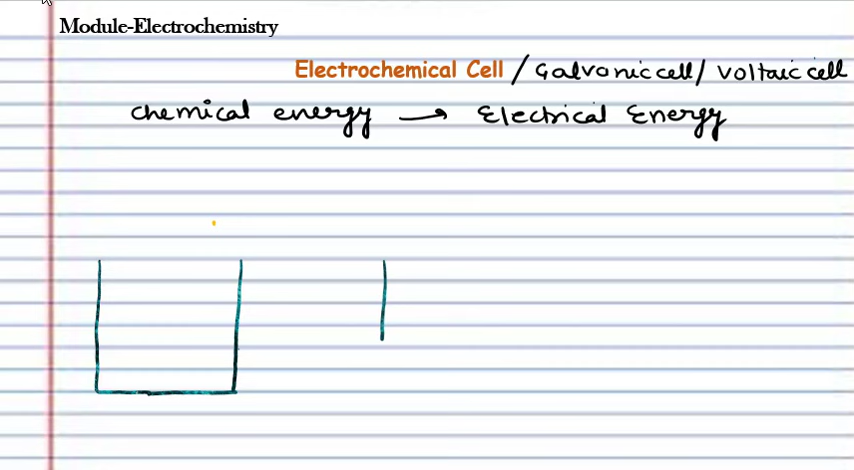 Module-Electrochemistry
Electrochemical Cell / Galvanic cell / voltaic cell
chemical energy → Electrical Energy